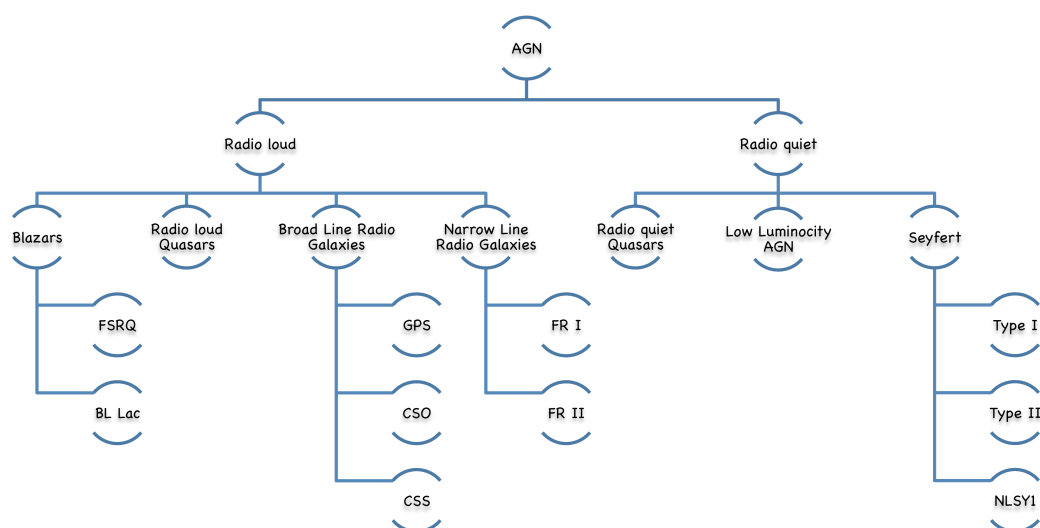 AGN
Radio loud
Radio quiet
Blazars
Radio loud
Quasars
Broad Line Radio
Galaxies
Narrow Line
Radio Galaxies
Radio quiet
Quasars
Low Luminocity
AGN
Seyfert
FSRQ
GPS
FR I
Type I
BL Lac
CSO
FR II
Type II
CSS
NLSY1